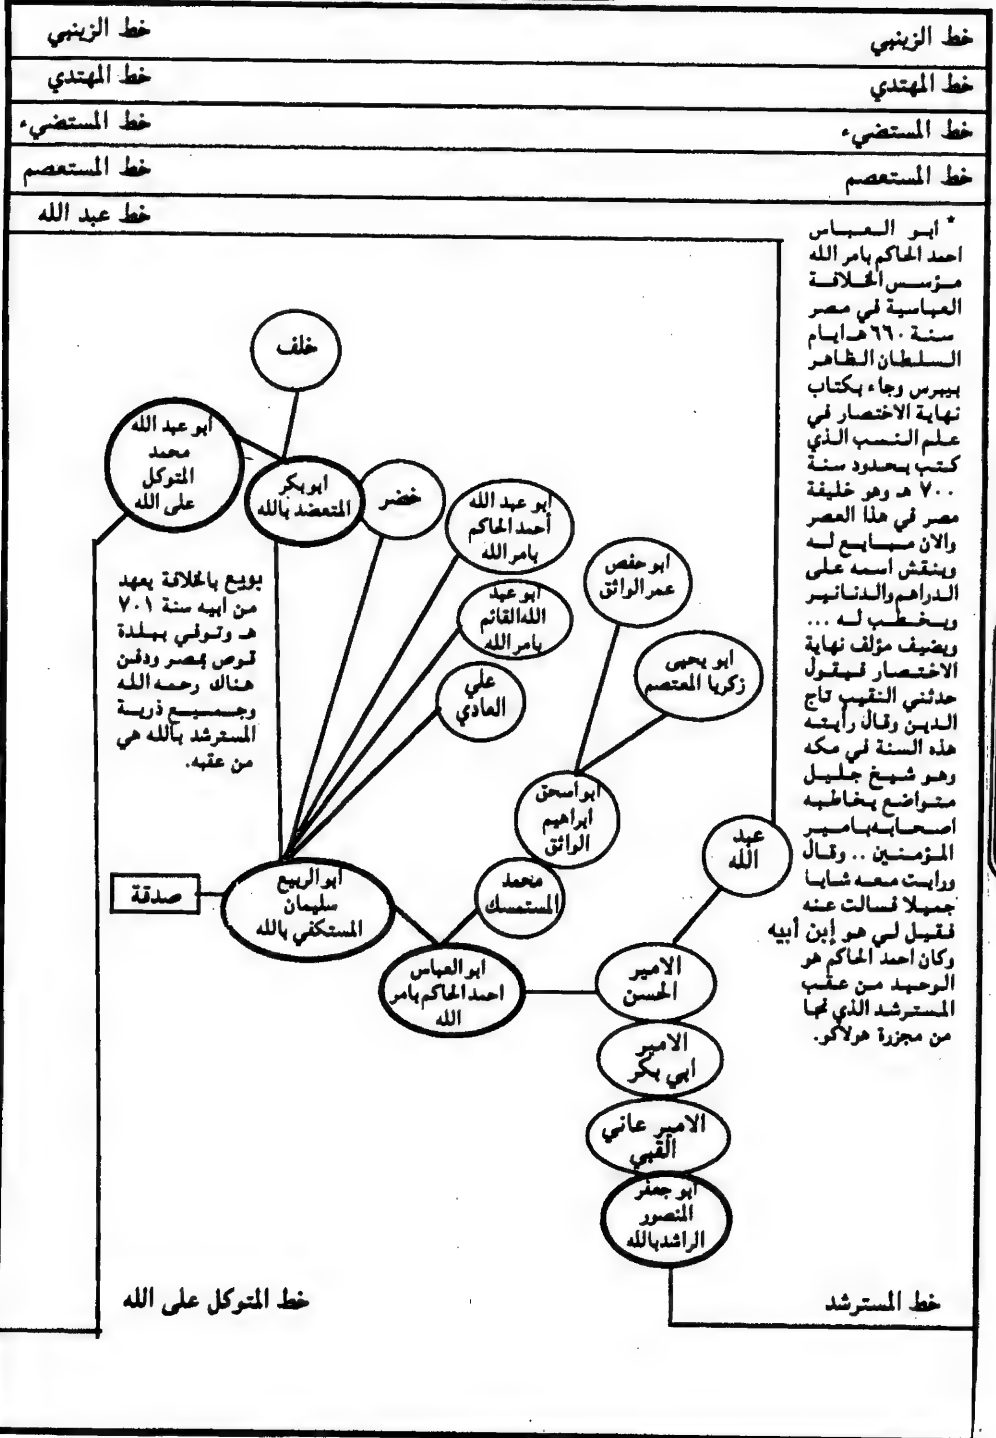 خط الزينبي
خط الزينبي
خط المهتدي
خط المهتدي
خط المستضيء
خط المستضيء
خط المستعصم
خط المستعصم
خط عبد الله
* ابو العباس
احمد الحاكم بامر الله
مؤسس الخلافة
العباسية في مصر
سنة ٦٦٠ هـ ايام
السلطان الظاهر
بيبرس وجاء بكتاب
نهاية الاختصار في
علم النسب الذي
كتب بحدود سنة
٧٠٠ هـ وهو خليفة
مصر في هذا العصر
والان مبايع له
وينقش اسمه على
الدراهم والدنانير
ويخطب له ...
ويضيف مؤلف نهاية
الاختصار فيقول
حدثني النقيب تاج
الدين وقال رأيته
هذه السنة في مكه
وهو شيخ جليل
متواضع يخاطبه
اصحابه بامير
المؤمنين .. وقال
ورايت معه شابا
جميلا فسالت عنه
فقيل لي هو إبن أبيه
وكان احمد الحاكم هو
الوحيد من عقب
المسترشد الذي نجا
من مجزرة هولاكو.
خلف
ابو عبد الله
محمد
المتوكل
على الله
ابو بكر
المتعضد بالله
خضر
ابو عبد الله
أحمد الحاكم
بامر الله
ابو عبد
الله القائم
بامر الله
علي
العادي
ابو حفص
عمر الواثق
ابو يحيى
زكريا المعتصم
بويع بالخلافة بعهد
من ابيه سنة ٧٠١
هـ وتوفي ببلدة
قوص بمصر ودفن
هناك رحمه الله
وجميع ذرية
المسترشد بالله هي
من عقبه.
ابو اسحق
ابراهيم
الواثق
عبد
الله
محمد
المستمسك
ابو الربيع
سليمان
المستكفي بالله
صدقة
ابو العباس
احمد الحاكم بامر
الله
الامير
الحسن
الامير
ابي بكر
الامير عاني
القبي
ابو جعفر
المنصور
الراشد بالله
خط المسترشد
خط المتوكل على الله